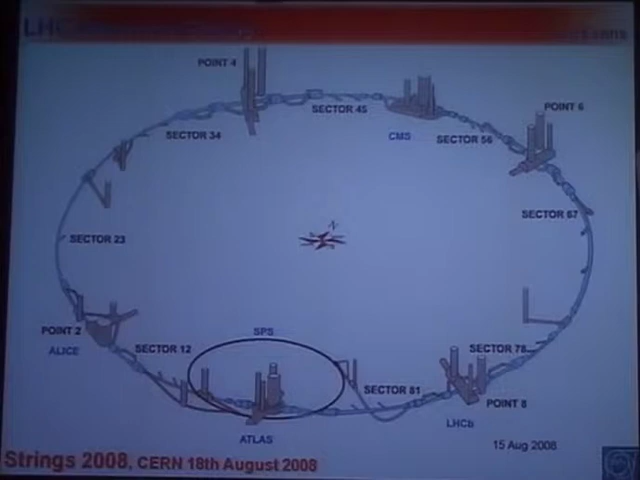 LHC
POINT 4
SECTOR 45
POINT 6
SECTOR 34
CMS
SECTOR 56
SECTOR 67
SECTOR 23
POINT 2
SPS
ALICE
SECTOR 12
SECTOR 78
SECTOR 81
POINT 8
LHCb
ATLAS
15 Aug 2008
Strings 2008, CERN 18th August 2008